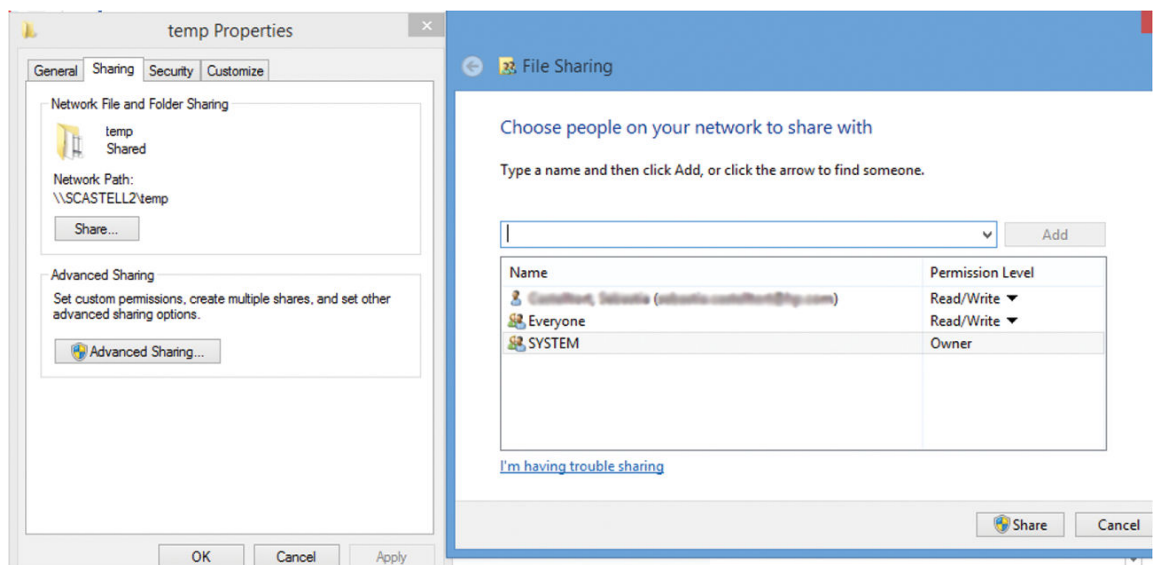 temp Properties
General Sharing Security Customize
Network File and Folder Sharing
temp
Shared
Network Path:
\\SCASTELL2\temp
Share...
Advanced Sharing
Set custom permissions, create multiple shares, and set other
advanced sharing options.
Advanced Sharing...
OK Cancel Apply
File Sharing
Choose people on your network to share with
Type a name and then click Add, or click the arrow to find someone.
Add
Name Permission Level
Read/Write
Everyone Read/Write
SYSTEM Owner
I'm having trouble sharing
Share Cancel